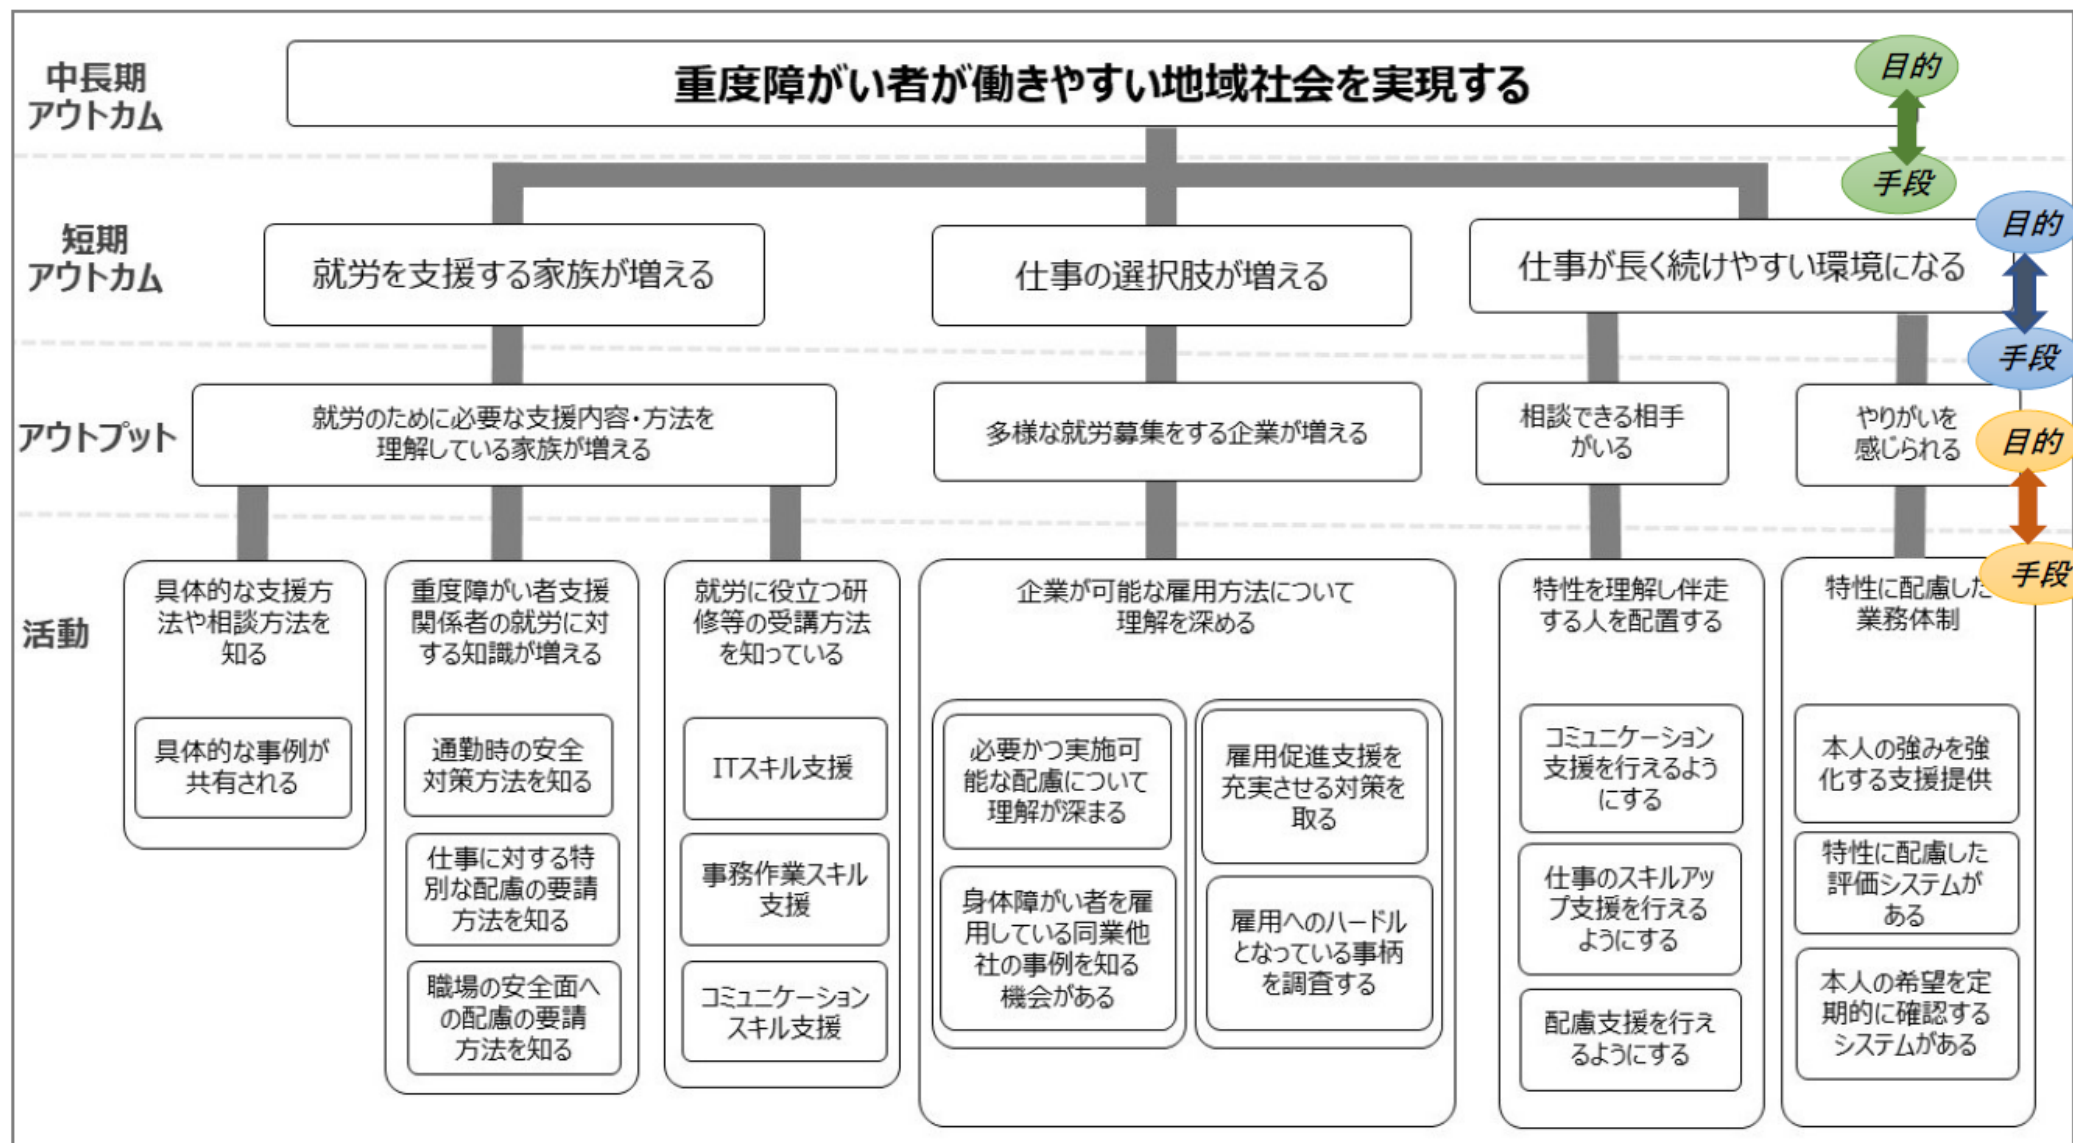 中長期
アウトカム
重度障がい者が働きやすい地域社会を実現する
目的
手段
短期
アウトカム
就労を支援する家族が増える
仕事の選択肢が増える
仕事が長く続けやすい環境になる
目的
手段
アウトプット
就労のために必要な支援内容・方法を
理解している家族が増える
多様な就労募集をする企業が増える
相談できる相手
がいる
やりがいを
感じられる
目的
手段
活動
具体的な支援方
法や相談方法を
知る
具体的な事例が
共有される
重度障がい者支援
関係者の就労に対
する知識が増える
通勤時の安全
対策方法を知る
仕事に対する特
別な配慮の要請
方法を知る
職場の安全面へ
の配慮の要請
方法を知る
就労に役立つ研
修等の受講方法
を知っている
ITスキル支援
事務作業スキル
支援
コミュニケーション
スキル支援
企業が可能な雇用方法について
理解を深める
必要かつ実施可
能な配慮について
理解が深まる
身体障がい者を雇
用している同業他
社の事例を知る
機会がある
雇用促進支援を
充実させる対策を
取る
雇用へのハードル
となっている事柄
を調査する
特性を理解し伴走
する人を配置する
コミュニケーション
支援を行えるよう
にする
仕事のスキルアッ
プ支援を行える
ようにする
配慮支援を行え
るようにする
特性に配慮した
業務体制
本人の強みを強
化する支援提供
特性に配慮した
評価システムが
ある
本人の希望を定
期的に確認する
システムがある